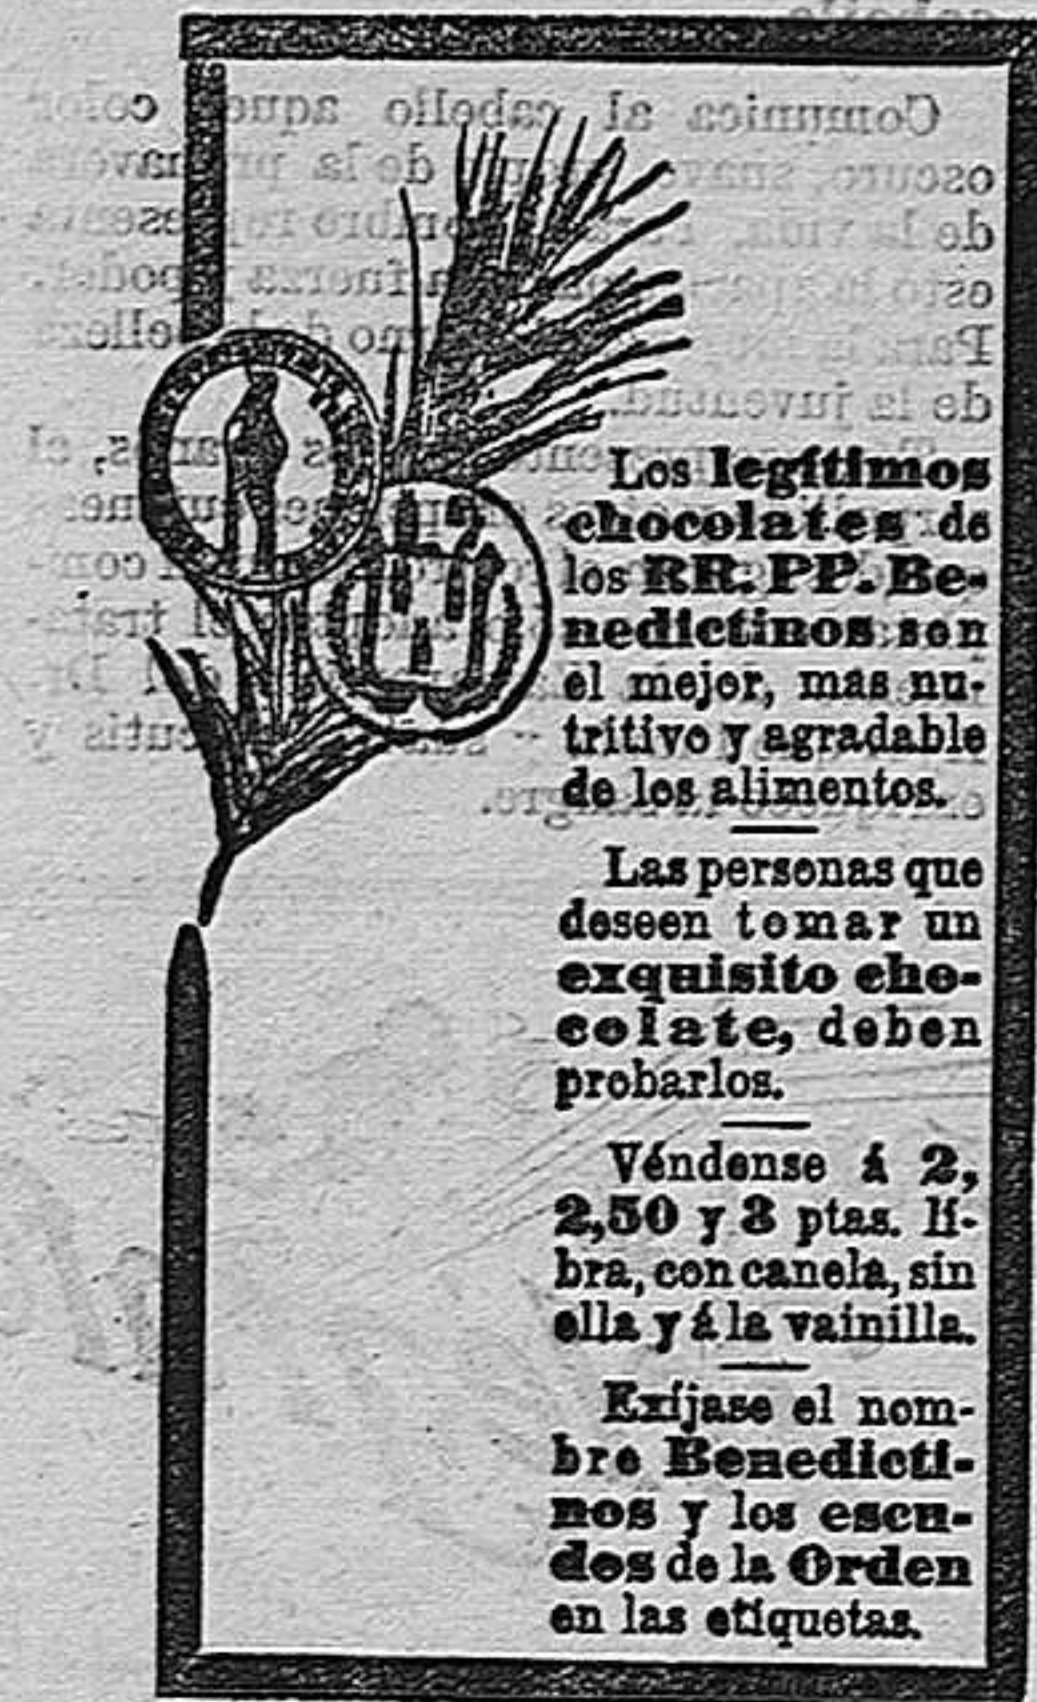 Los legítimos
chocolates de
los RR. PP. Be-
nedictinos son
el mejor, mas nu-
tritivo y agradable
de los alimentos.
Las personas que
deseen tomar un
exquisito cho-
colate, deben
probarlos.
Véndense á 2,
2,50 y 3 ptas. li-
bra, con canela, sin
ella y á la vainilla.
Exíjase el nom-
bre Benedicti-
nos y los escu-
dos de la Orden
en las etiquetas.